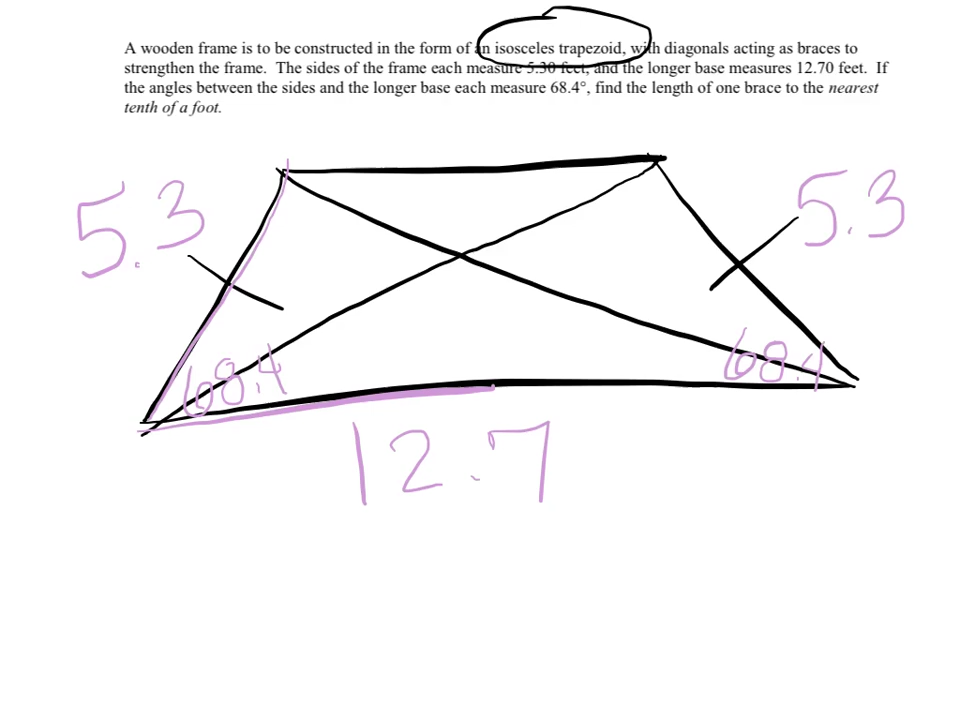 A wooden frame is to be constructed in the form of an isosceles trapezoid, with diagonals acting as braces to
strengthen the frame. The sides of the frame each measure 5.30 feet, and the longer base measures 12.70 feet. If
the angles between the sides and the longer base each measure 68.4°, find the length of one brace to the nearest
tenth of a foot.
5.3
5.3
68.4
68.4
12.7